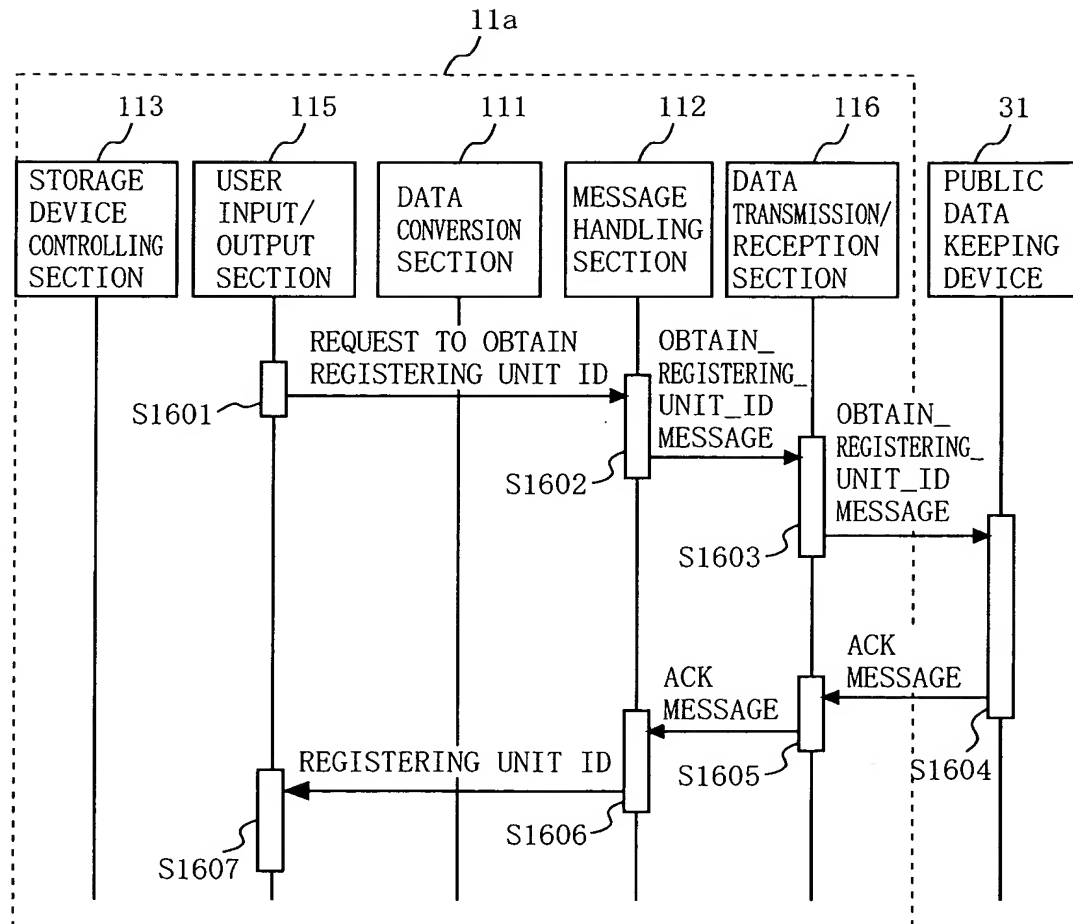 11a
113
115
111
112
116
31
STORAGE
DEVICE
CONTROLLING
SECTION
USER
INPUT/
OUTPUT
SECTION
DATA
CONVERSION
SECTION
MESSAGE
HANDLING
SECTION
DATA
TRANSMISSION/
RECEPTION
SECTION
PUBLIC
DATA
KEEPING
DEVICE
REQUEST TO OBTAIN
REGISTERING UNIT ID
S1601
OBTAIN_
REGISTERING_
UNIT_ID
MESSAGE
S1602
OBTAIN_
REGISTERING_
UNIT_ID
MESSAGE
S1603
ACK
MESSAGE
S1604
ACK
MESSAGE
S1605
REGISTERING UNIT ID
S1606
S1607